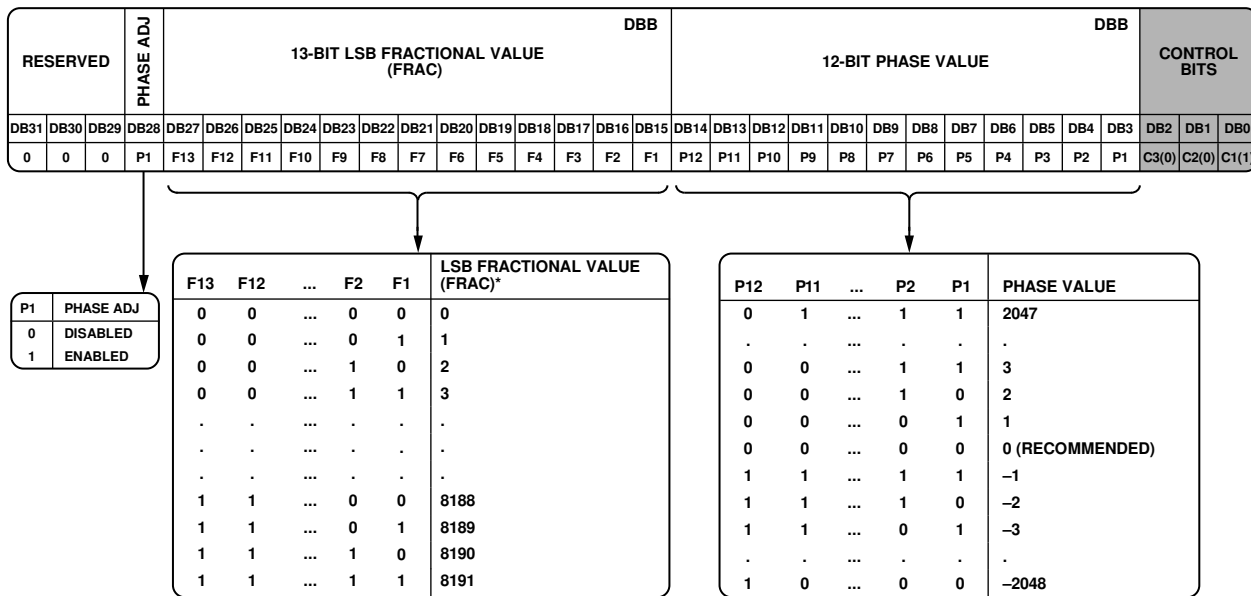 RESERVED
PHASE ADJ
13-BIT LSB FRACTIONAL VALUE
(FRAC)
DBB
12-BIT PHASE VALUE
DBB
CONTROL
BITS
DB31 DB30 DB29 DB28 DB27 DB26 DB25 DB24 DB23 DB22 DB21 DB20 DB19 DB18 DB17 DB16 DB15 DB14 DB13 DB12 DB11 DB10 DB9 DB8 DB7 DB6 DB5 DB4 DB3 DB2 DB1 DB0
0 0 0 P1 F13 F12 F11 F10 F9 F8 F7 F6 F5 F4 F3 F2 F1 P12 P11 P10 P9 P8 P7 P6 P5 P4 P3 P2 P1 C3(0) C2(0) C1(1)
P1 PHASE ADJ
0 DISABLED
1 ENABLED
F13 F12 ... F2 F1 LSB FRACTIONAL VALUE (FRAC)*
0 0 ... 0 0 0
0 0 ... 0 1 1
0 0 ... 1 0 2
0 0 ... 1 1 3
. . ... . . .
. . ... . . .
. . ... . . .
1 1 ... 0 0 8188
1 1 ... 0 1 8189
1 1 ... 1 0 8190
1 1 ... 1 1 8191
P12 P11 ... P2 P1 PHASE VALUE
0 1 ... 1 1 2047
. . ... . . .
0 0 ... 1 1 3
0 0 ... 1 0 2
0 0 ... 0 1 1
0 0 ... 0 0 0 (RECOMMENDED)
1 1 ... 1 1 –1
1 1 ... 1 0 –2
1 1 ... 0 1 –3
. . ... . . .
1 0 ... 0 0 –2048